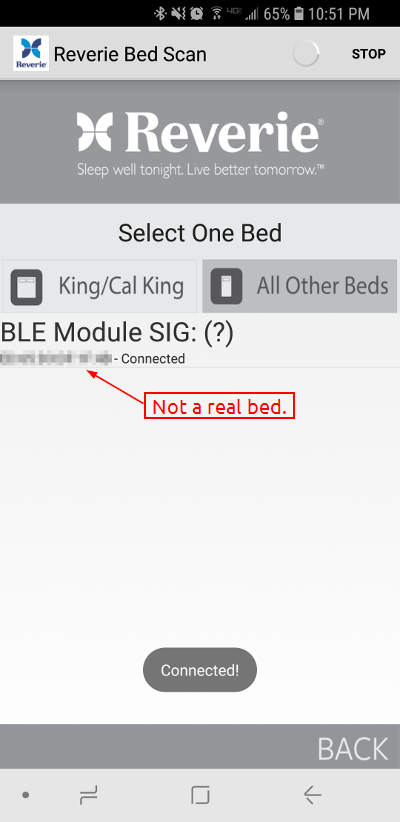 4G 65% 10:51 PM
Reverie
Reverie Bed Scan
STOP
Reverie®
Sleep well tonight. Live better tomorrow.™
Select One Bed
King/Cal King
All Other Beds
BLE Module SIG: (?)
- Connected
Not a real bed.
Connected!
BACK